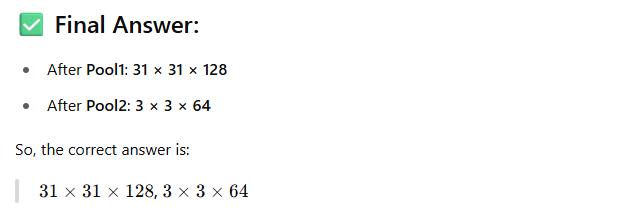 ✅ Final Answer:
• After Pool1: 31 × 31 × 128
• After Pool2: 3 × 3 × 64
So, the correct answer is:
31 × 31 × 128, 3 × 3 × 64